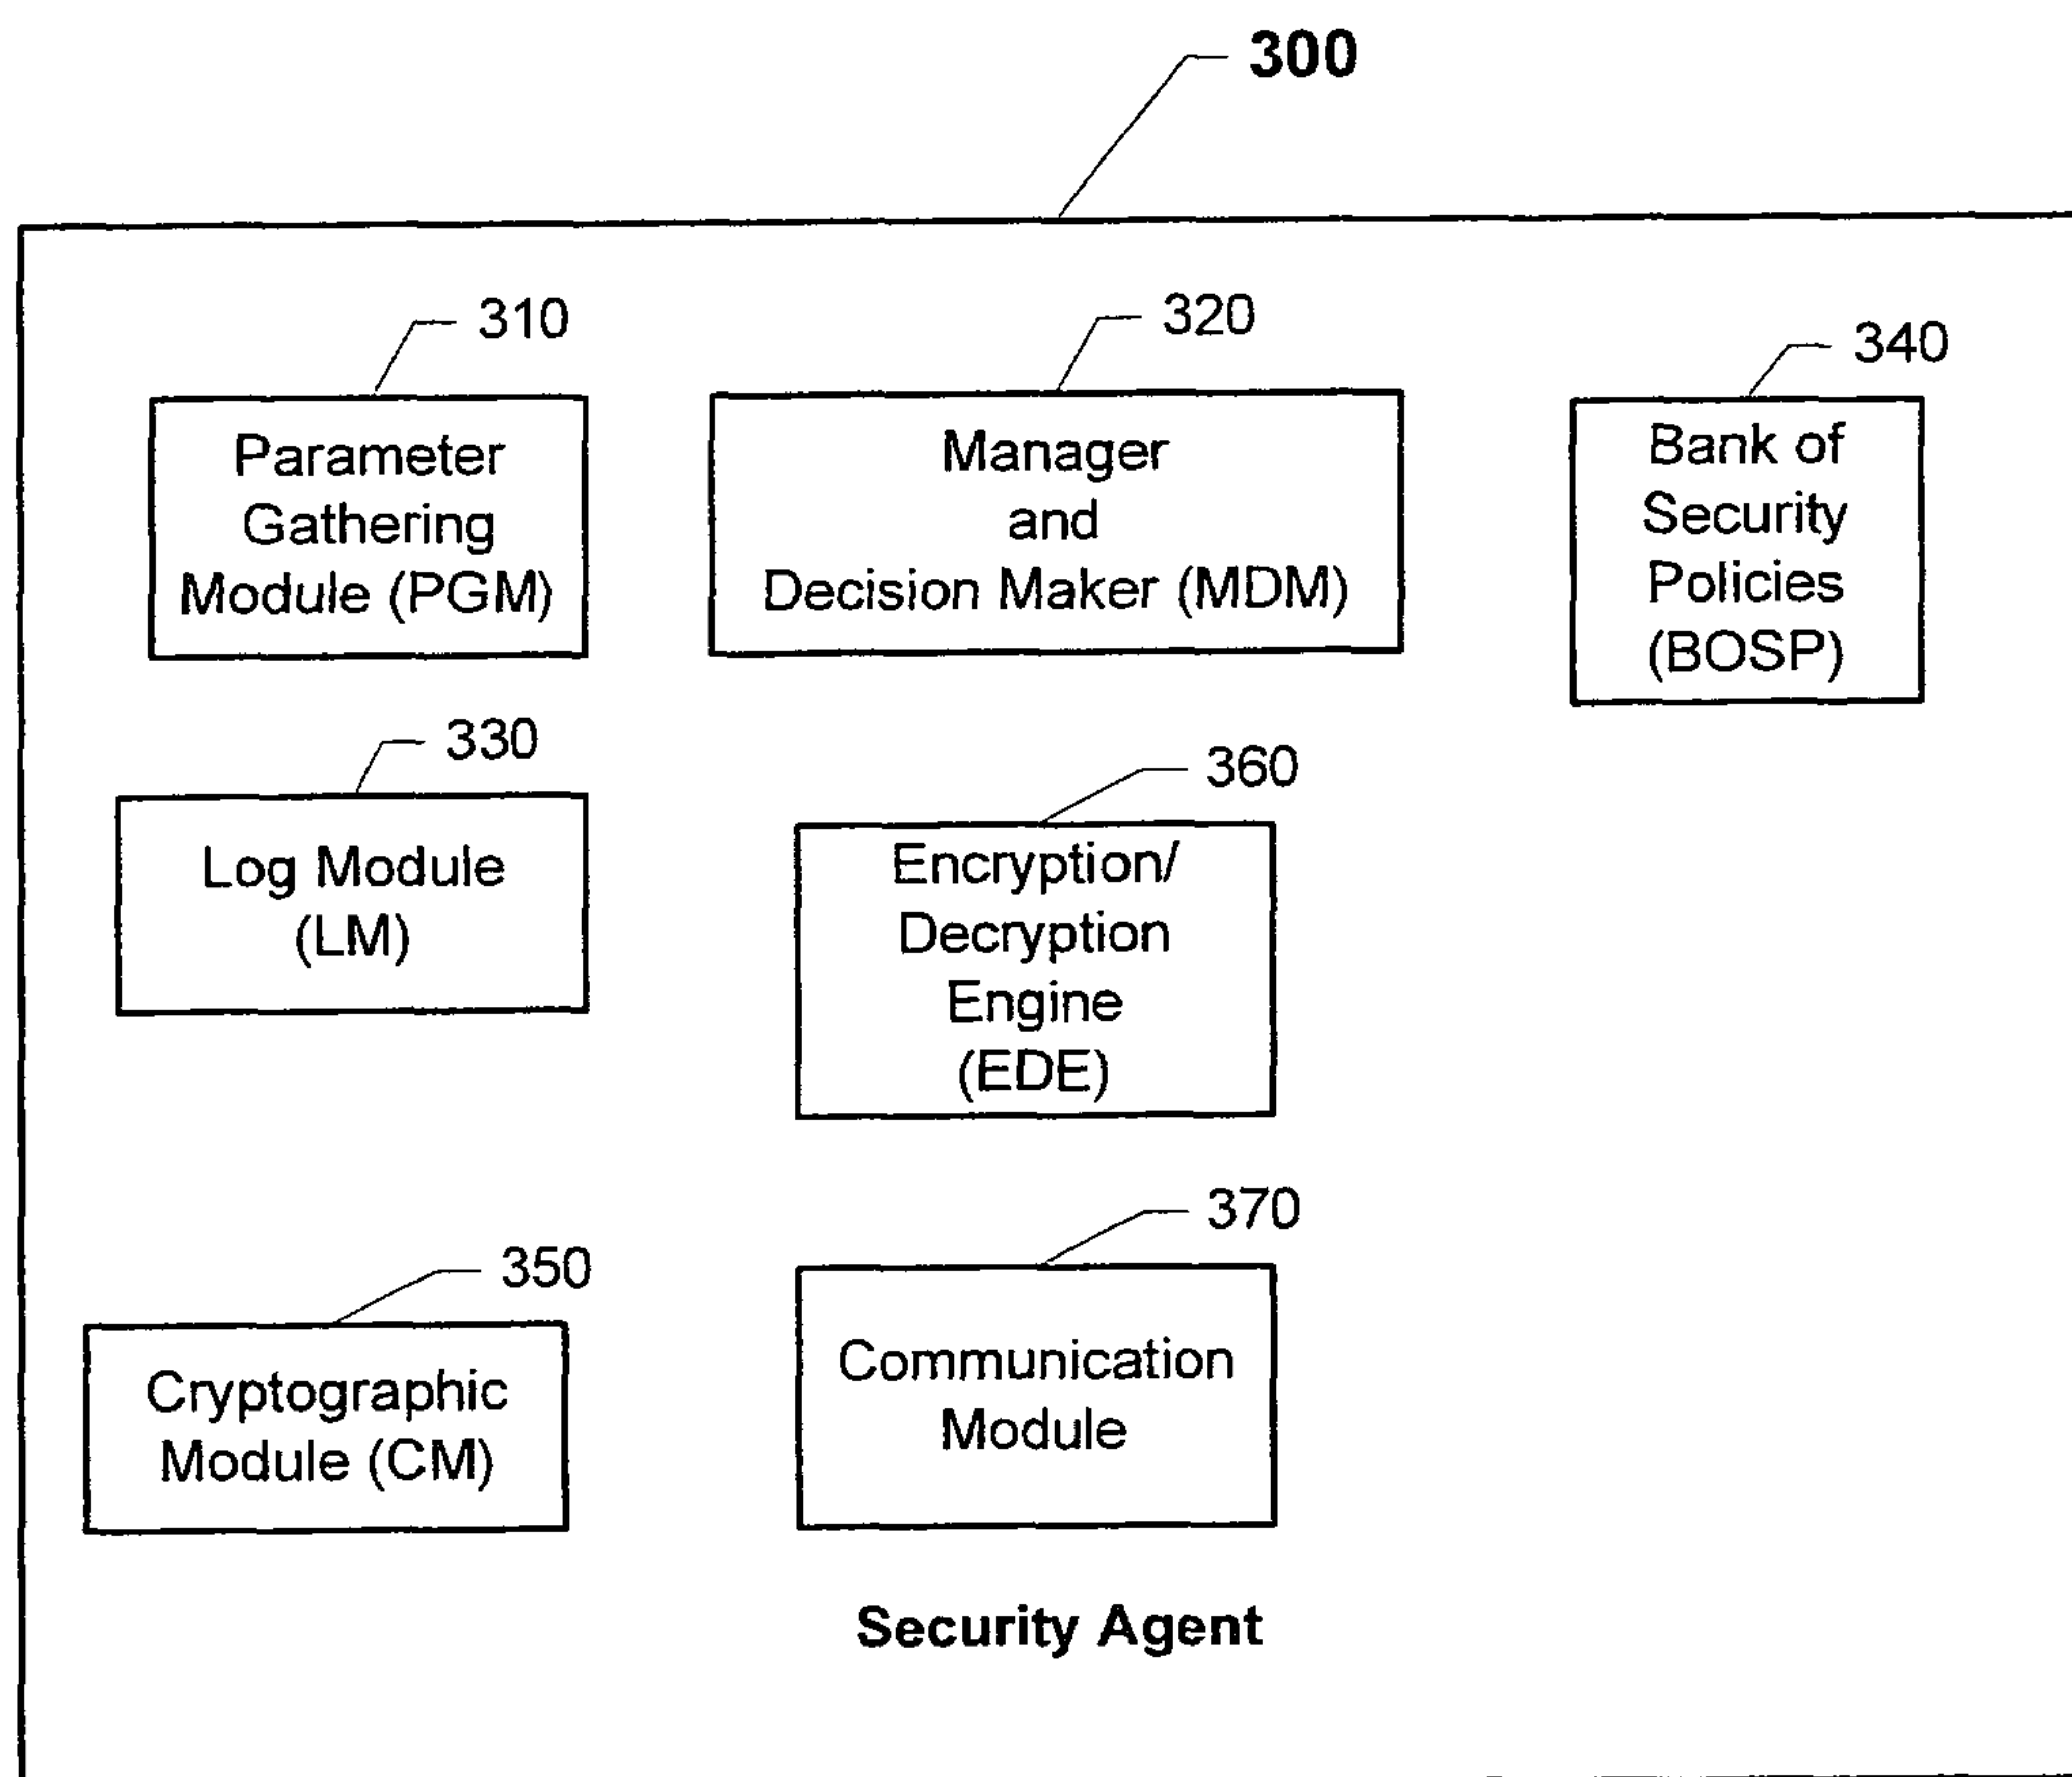 300
310
Parameter
Gathering
Module (PGM)
320
Manager
and
Decision Maker (MDM)
340
Bank of
Security
Policies
(BOSP)
330
Log Module
(LM)
360
Encryption/
Decryption
Engine
(EDE)
350
Cryptographic
Module (CM)
370
Communication
Module
Security Agent